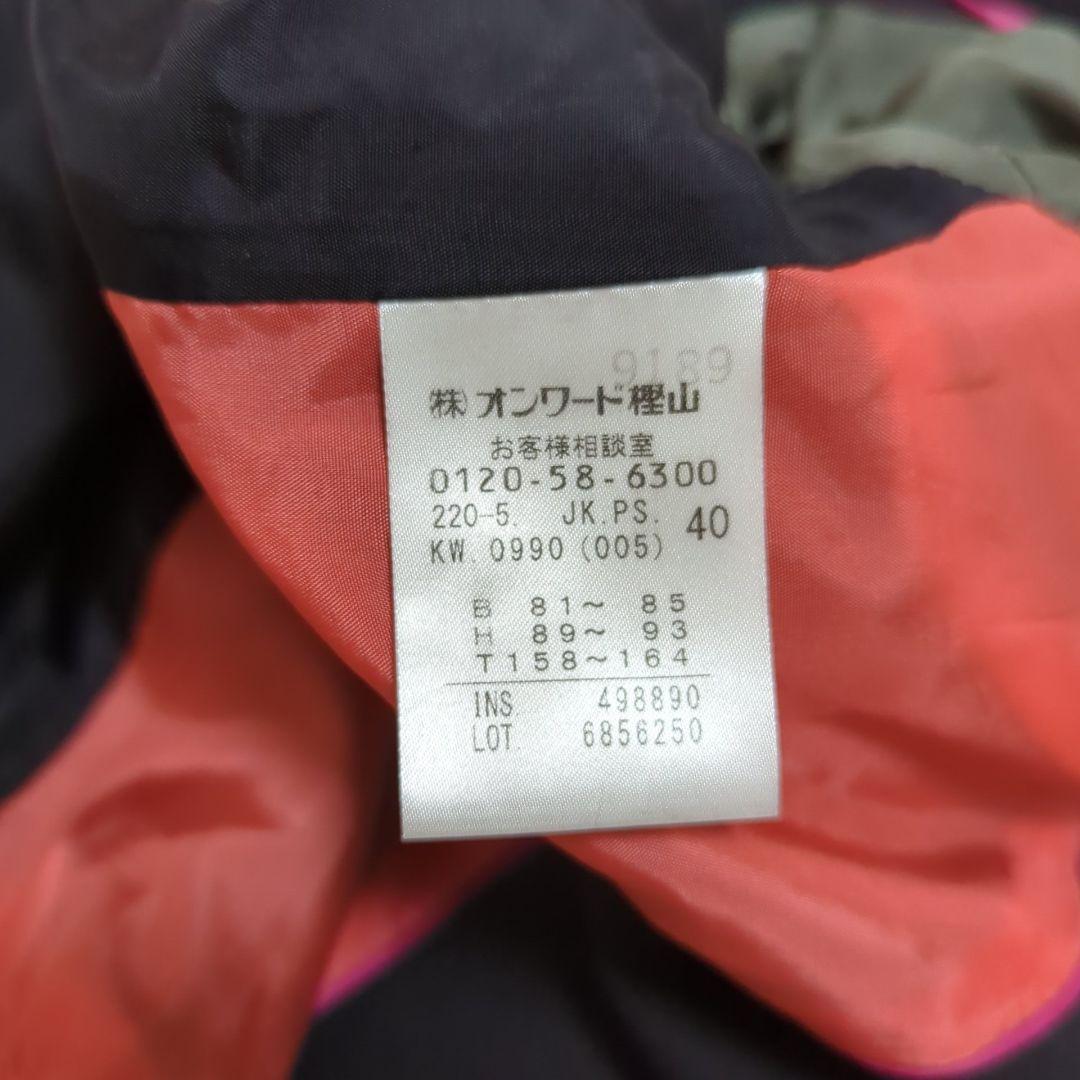 9189
㈱オンワード樫山
お客様相談室
0120-58-6300
220-5. JK.PS. 40
KW. 0990 (005)
B 81～ 85
H 89～ 93
T158～164
INS. 498890
LOT. 6856250